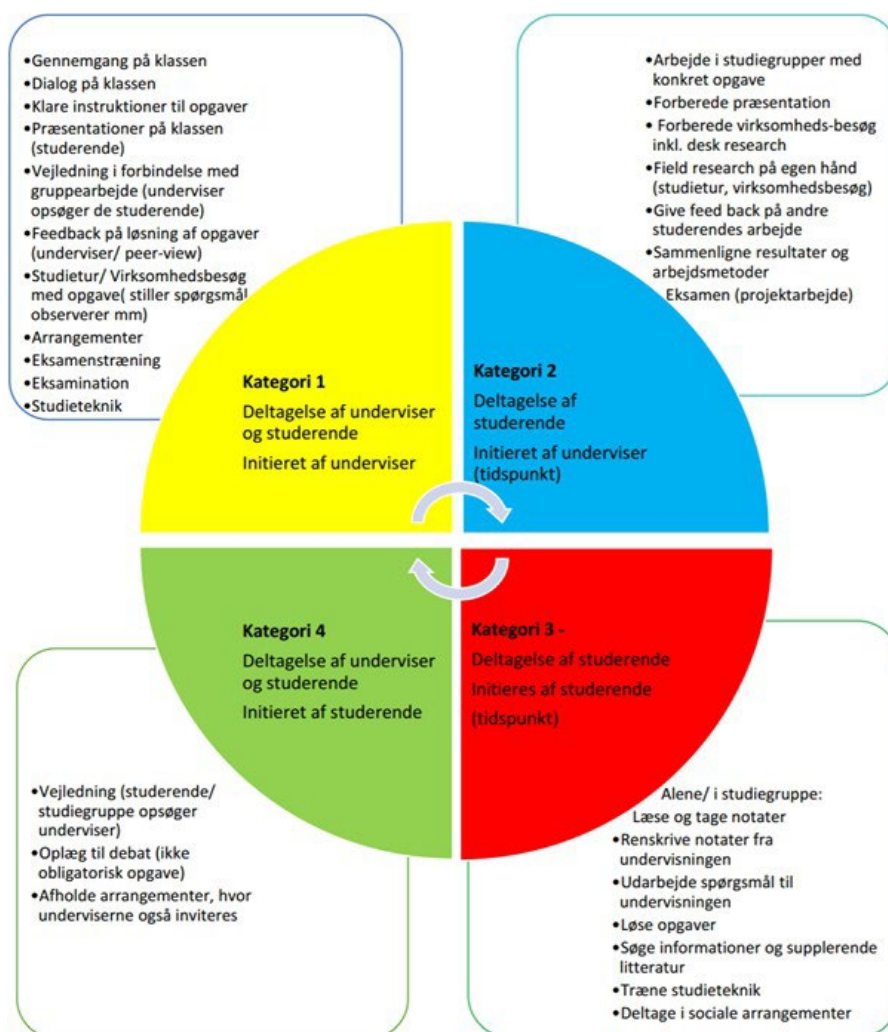 •Gennemgang på klassen
•Dialog på klassen
•Klare instruktioner til opgaver
•Præsentationer på klassen
(studerende)
•Vejledning i forbindelse med
gruppearbejde (underviser
opsøger de studerende)
•Feedback på løsning af opgaver
(underviser/ peer-view)
•Studietur/ Virksomhedsbesøg
med opgave( stiller spørgsmål
observerer mm)
•Arrangementer
•Eksamenstræning
•Eksamination
•Studieteknik
•Arbejde i studiegrupper med
konkret opgave
•Forberede præsentation
• Forberede virksomheds-besøg
inkl. desk research
•Field research på egen hånd
(studietur, virksomhedsbesøg)
•Give feed back på andre
studerendes arbejde
•Sammenligne resultater og
arbejdsmetoder
Eksamen (projektarbejde)
Kategori 1
Deltagelse af underviser
og studerende
Initieret af underviser
Kategori 2
Deltagelse af
studerende
Initieret af underviser
(tidspunkt)
Kategori 4
Deltagelse af underviser
og studerende
Initieret af studerende
Kategori 3 -
Deltagelse af studerende
Initieres af studerende
(tidspunkt)
•Vejledning (studerende/
studiegruppe opsøger
underviser)
•Oplæg til debat (ikke
obligatorisk opgave)
•Afholde arrangementer, hvor
underviserne også inviteres
Alene/ i studiegruppe:
Læse og tage notater
•Renskrive notater fra
undervisningen
•Udarbejde spørgsmål til
undervisningen
•Løse opgaver
•Søge informationer og supplerende
litteratur
•Træne studieteknik
•Deltage i sociale arrangementer